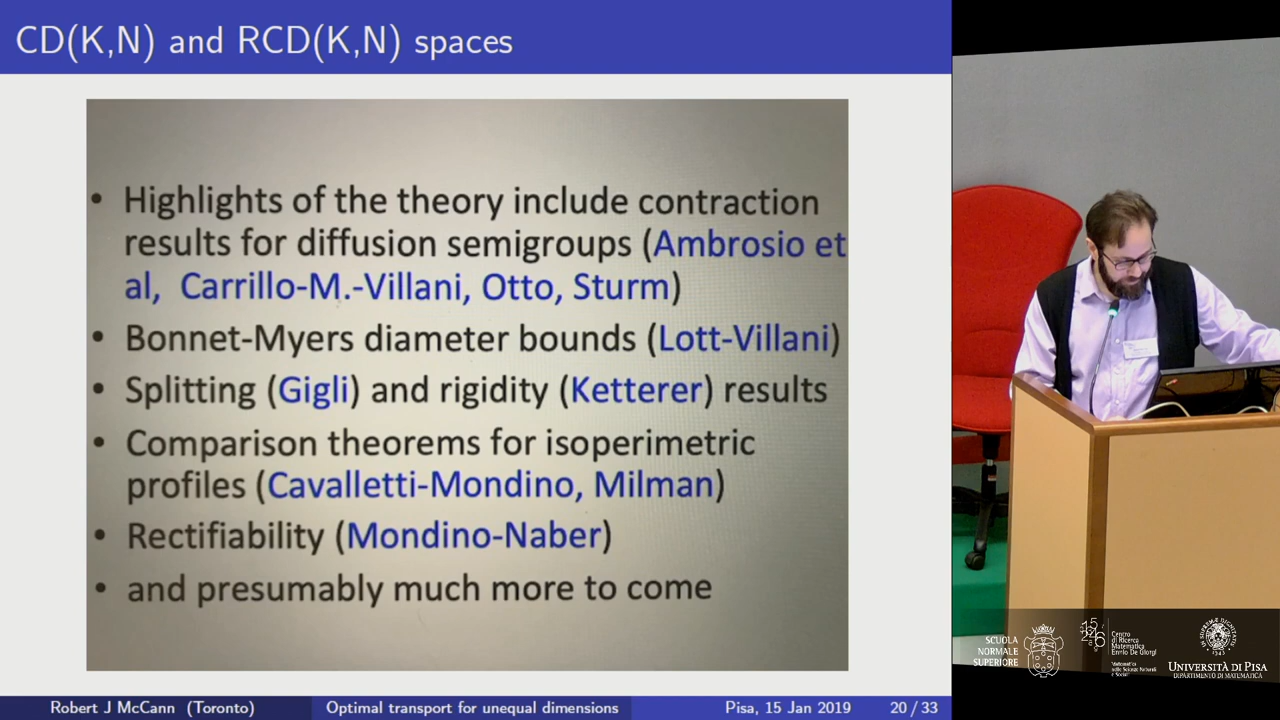 CD(K,N) and RCD(K,N) spaces
• Highlights of the theory include contraction
results for diffusion semigroups (Ambrosio et
al, Carrillo-M.-Villani, Otto, Sturm)
• Bonnet-Myers diameter bounds (Lott-Villani)
• Splitting (Gigli) and rigidity (Ketterer) results
• Comparison theorems for isoperimetric
profiles (Cavalletti-Mondino, Milman)
• Rectifiability (Mondino-Naber)
• and presumably much more to come
Robert J McCann (Toronto)
Optimal transport for unequal dimensions
Pisa, 15 Jan 2019
20 / 33
SCUOLA
NORMALE
SUPERIORE
Centro
di Ricerca
Matematica
Ennio De Giorgi
UNIVERSITÀ DI PISA
DIPARTIMENTO DI MATEMATICA